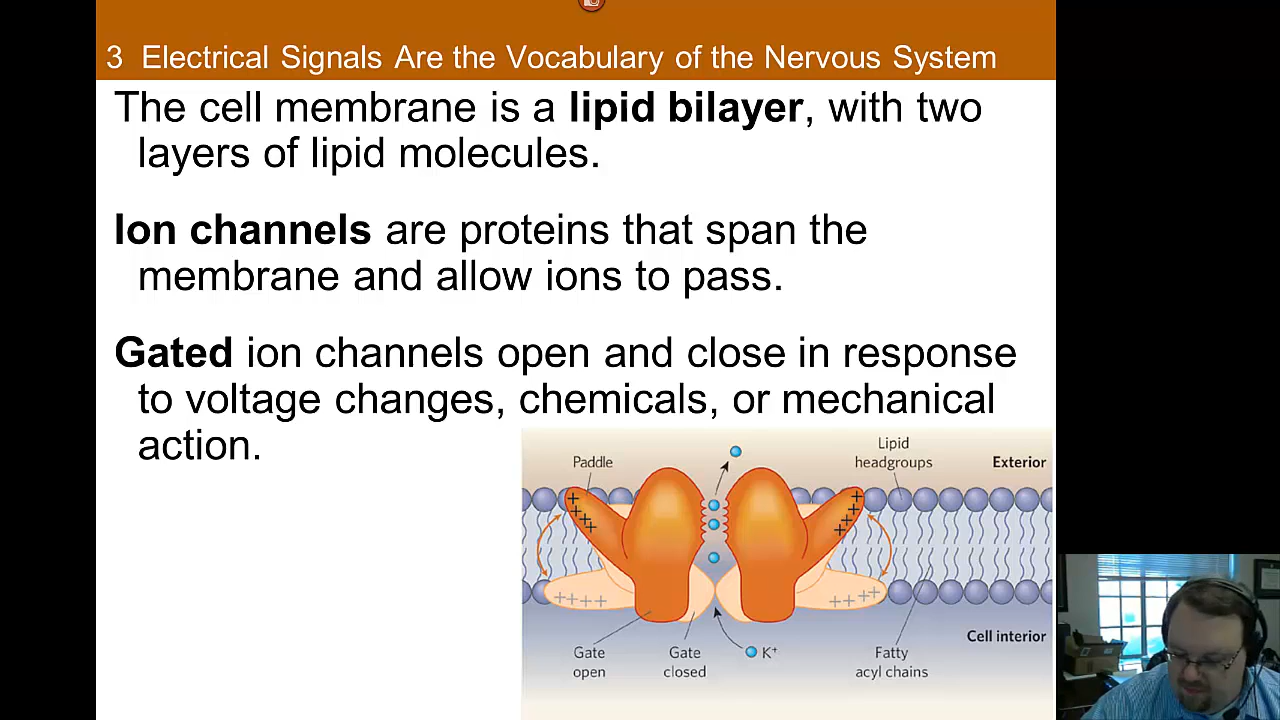 3 Electrical Signals Are the Vocabulary of the Nervous System
The cell membrane is a lipid bilayer, with two
layers of lipid molecules.
Ion channels are proteins that span the
membrane and allow ions to pass.
Gated ion channels open and close in response
to voltage changes, chemicals, or mechanical
action.
Paddle
Lipid
headgroups
Exterior
+
+
+
+
+
+
+
+
++++
++++
Cell interior
Gate
open
Gate
closed
K⁺
Fatty
acyl chains